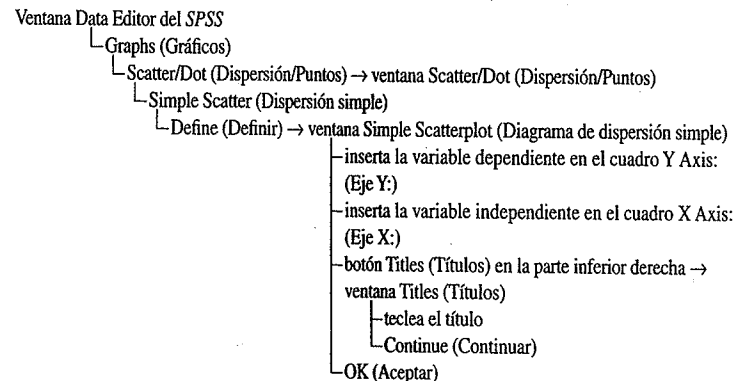 Ventana Data Editor del SPSS
Graphs (Gráficos)
Scatter/Dot (Dispersión/Puntos) → ventana Scatter/Dot (Dispersión/Puntos)
Simple Scatter (Dispersión simple)
Define (Definir) → ventana Simple Scatterplot (Diagrama de dispersión simple)
inserta la variable dependiente en el cuadro Y Axis:
(Eje Y:)
inserta la variable independiente en el cuadro X Axis:
(Eje X:)
botón Titles (Títulos) en la parte inferior derecha →
ventana Titles (Títulos)
teclea el título
Continue (Continuar)
OK (Aceptar)